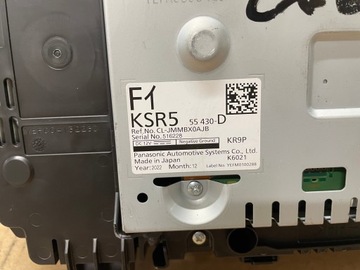 F1
KSR5 55 430-D
Ref.No. CL-JMMBX0AJB
Serial No. 516228
DC 12V Negative Ground KR9P
Panasonic Automotive Systems Co., Ltd.
Made in Japan K6021
Year: 2022 Month: 12 YEFM0160268